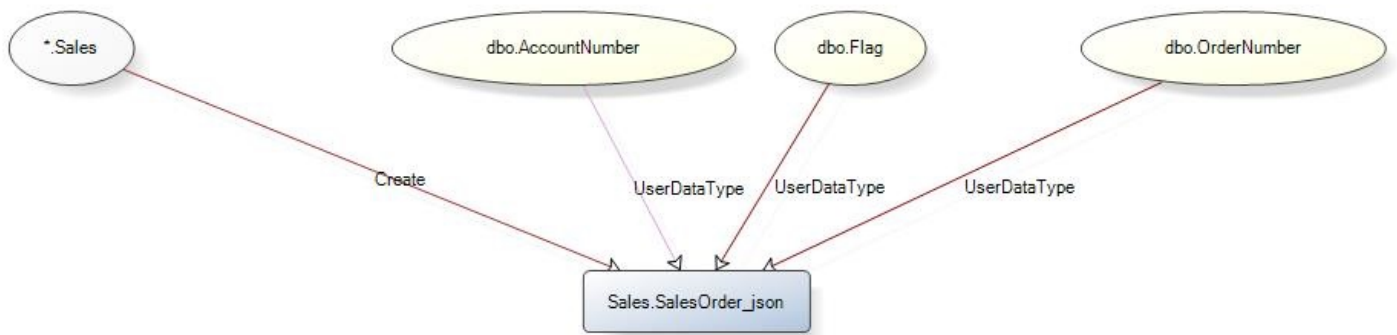 *.Sales
dbo.AccountNumber
dbo.Flag
dbo.OrderNumber
Create
UserDataType
UserDataType
UserDataType
Sales.SalesOrder_json